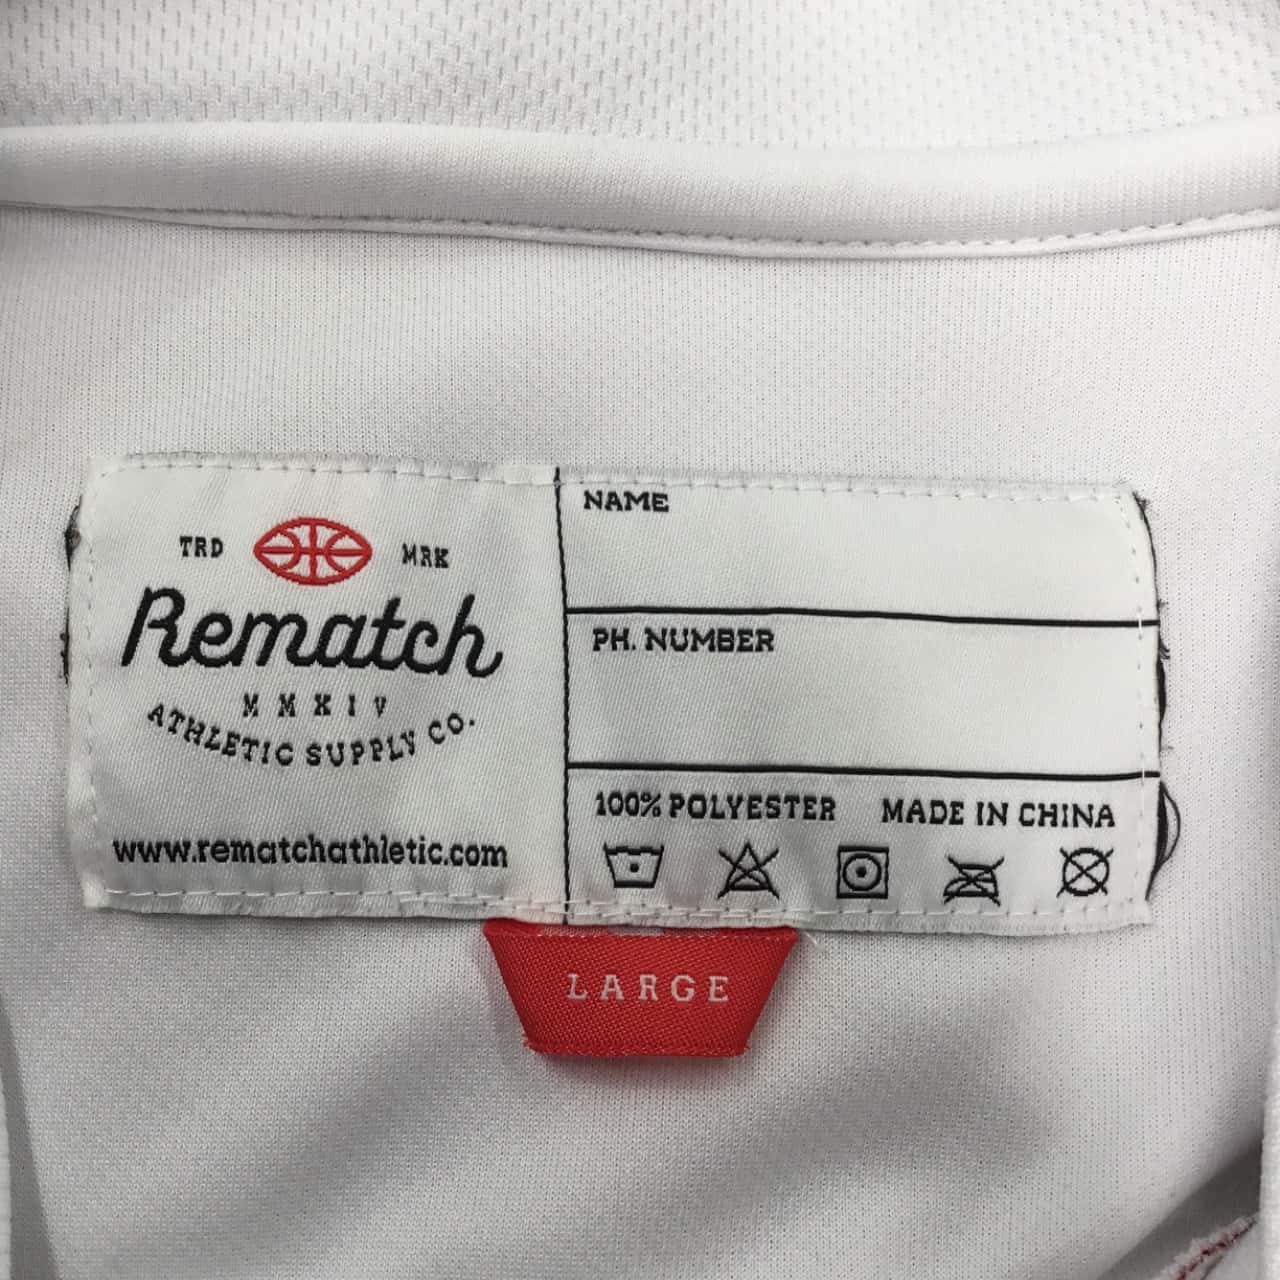 TRD MRK
Rematch
MMXIV
ATHLETIC SUPPLY CO.
www.rematchathletic.com
NAME
PH. NUMBER
100% POLYESTER MADE IN CHINA
LARGE